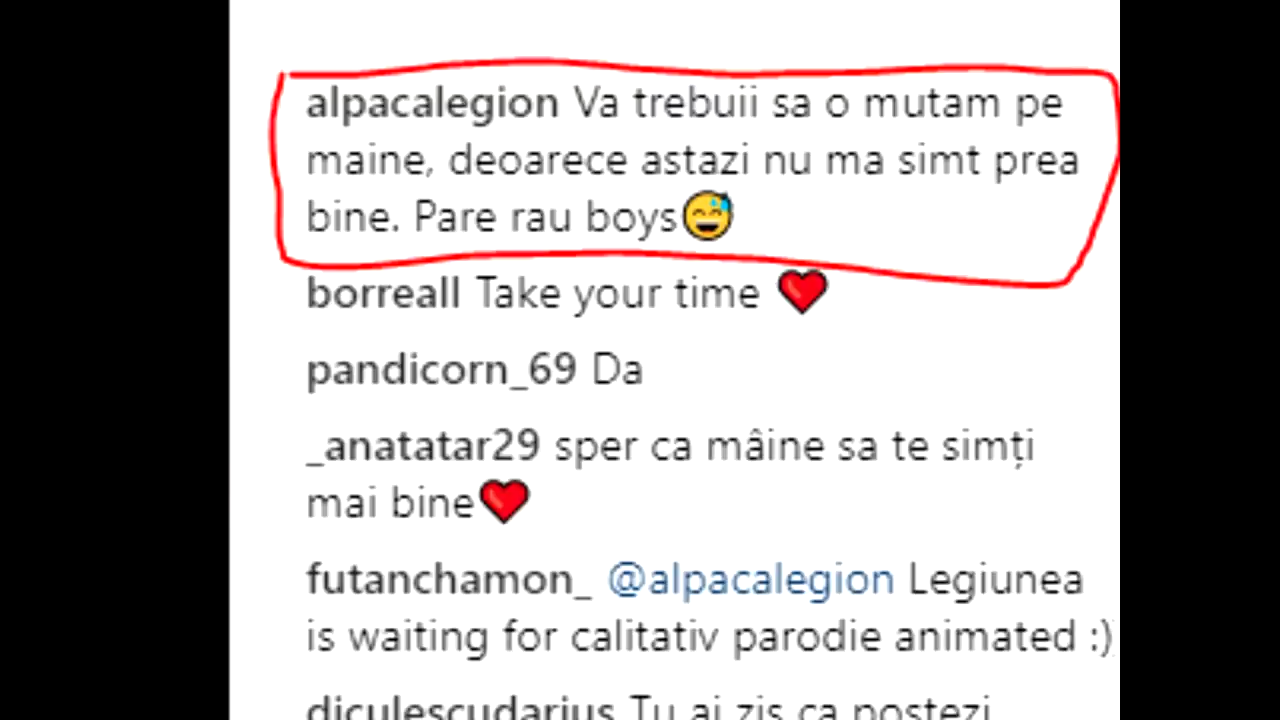 alpacalegion Va trebuii sa o mutam pe
maine, deoarece astazi nu ma simt prea
bine. Pare rau boys😅
borreall Take your time ❤️
pandicorn_69 Da
_anatatar29 sper ca mâine sa te simți
mai bine❤️
futanchamon_ @alpacalegion Legiunea
is waiting for calitativ parodie animated :)
diculescudarius Tu ai zis ca postezi